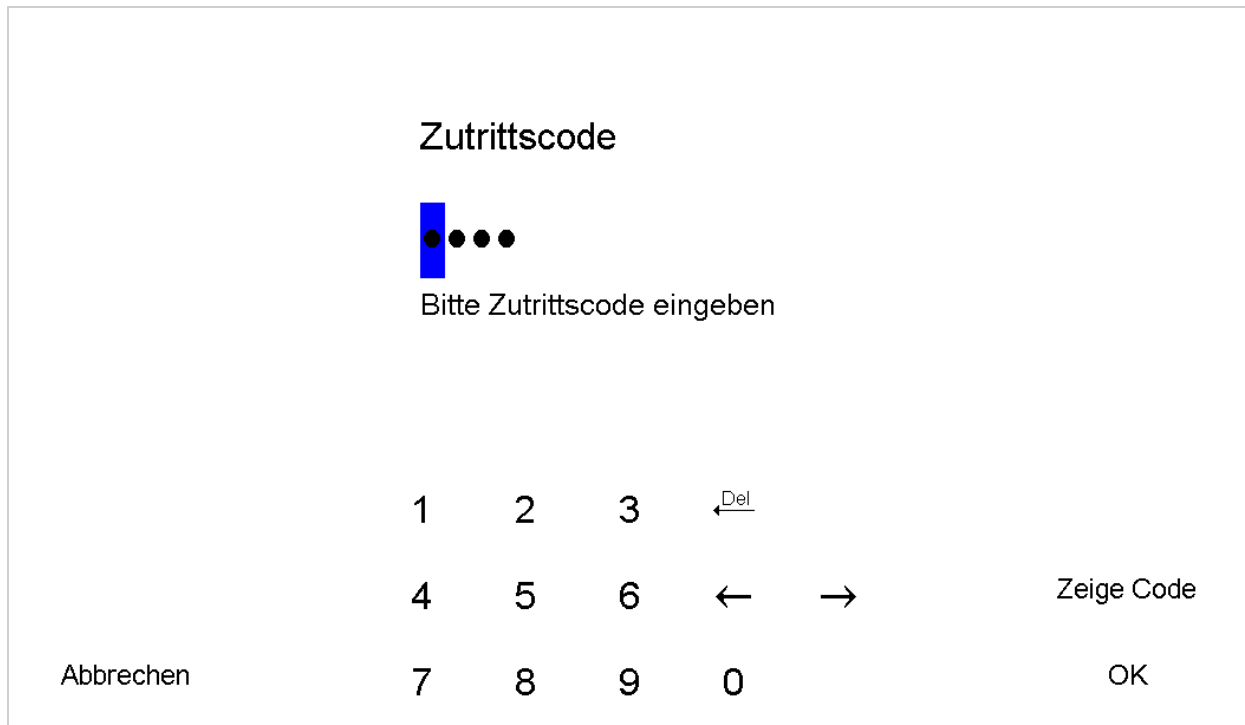 Zutrittscode
●●●●
Bitte Zutrittscode eingeben
1 2 3 Del
4 5 6 ← → Zeige Code
Abbrechen 7 8 9 0 OK